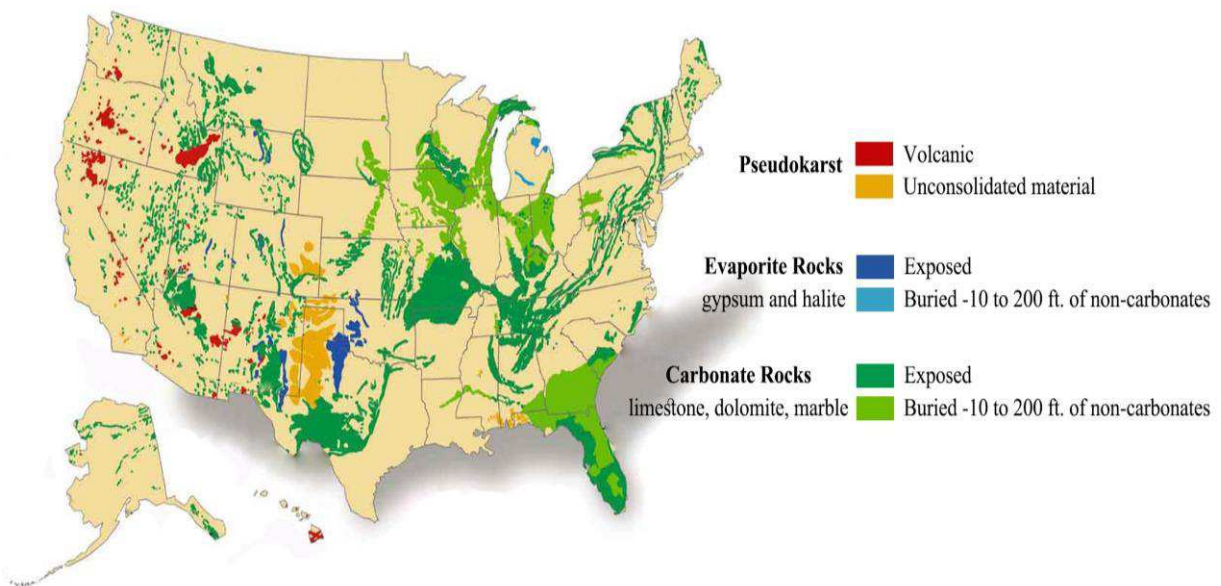 Pseudokarst
Volcanic
Unconsolidated material
Evaporite Rocks
gypsum and halite
Exposed
Buried -10 to 200 ft. of non-carbonates
Carbonate Rocks
limestone, dolomite, marble
Exposed
Buried -10 to 200 ft. of non-carbonates